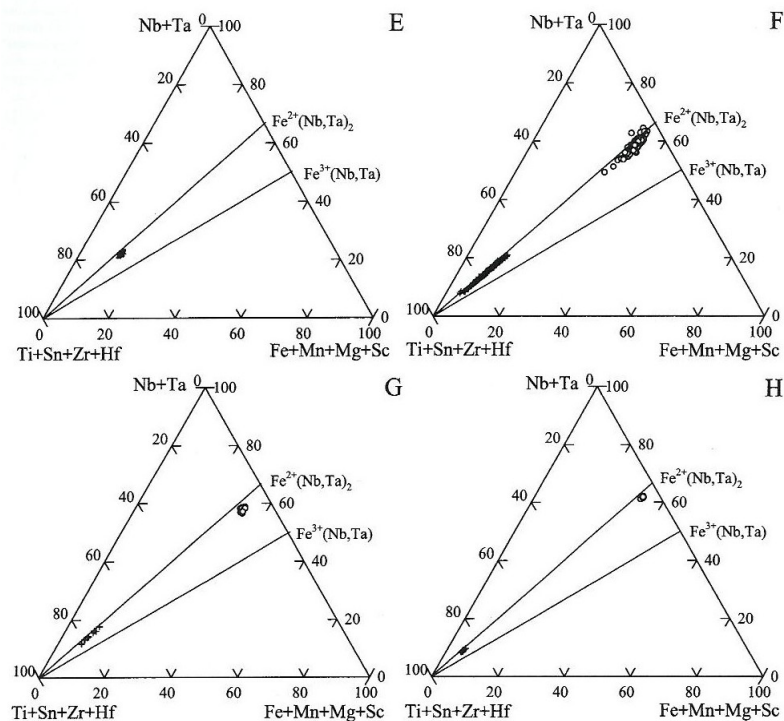 Nb+Ta 0 100 E
20 80
Fe2+(Nb,Ta)2
40 60
Fe3+(Nb,Ta)
60 40
80 20
100 0
0 20 40 60 80 100
Ti+Sn+Zr+Hf Fe+Mn+Mg+Sc
Nb+Ta 0 100 F
20 80
Fe2+(Nb,Ta)2
40 60
Fe3+(Nb,Ta)
60 40
80 20
100 0
0 20 40 60 80 100
Ti+Sn+Zr+Hf Fe+Mn+Mg+Sc
Nb+Ta 0 100 G
20 80
Fe2+(Nb,Ta)2
40 60
Fe3+(Nb,Ta)
60 40
80 20
100 0
0 20 40 60 80 100
Ti+Sn+Zr+Hf Fe+Mn+Mg+Sc
Nb+Ta 0 100 H
20 80
Fe2+(Nb,Ta)2
40 60
Fe3+(Nb,Ta)
60 40
80 20
100 0
0 20 40 60 80 100
Ti+Sn+Zr+Hf Fe+Mn+Mg+Sc